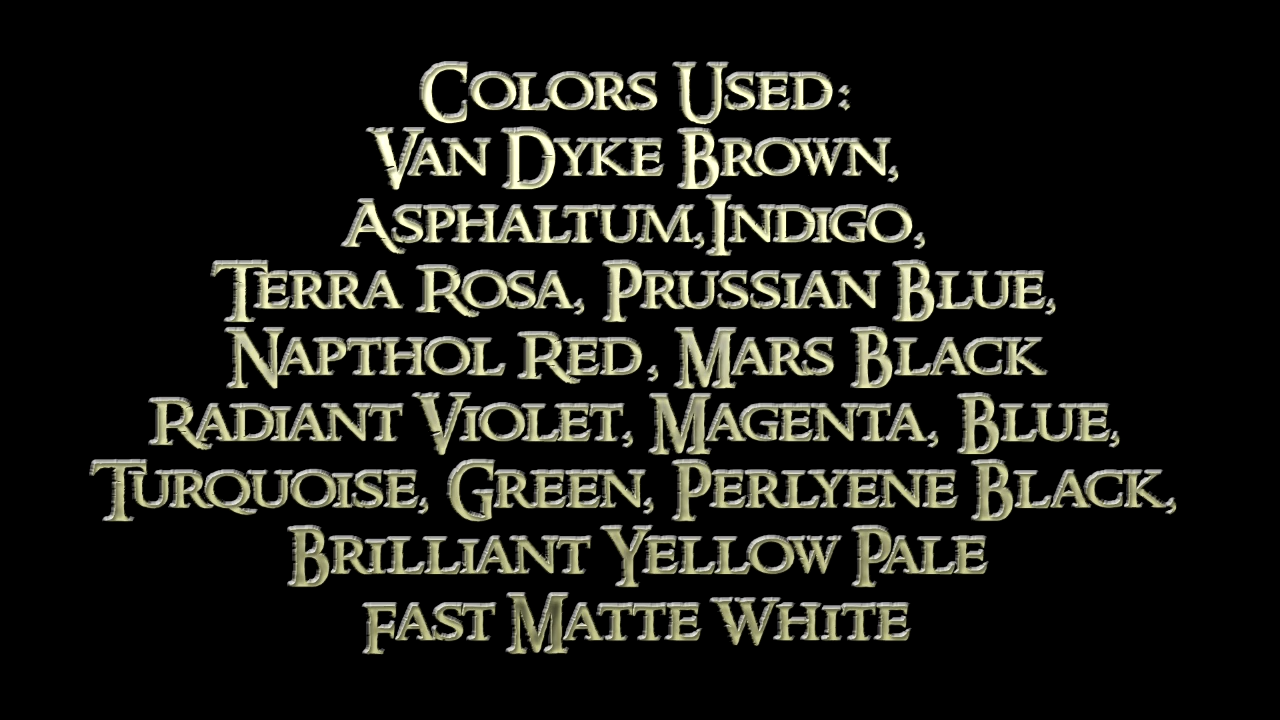 Colors Used:
Van Dyke Brown,
Asphaltum, Indigo,
Terra Rosa, Prussian Blue,
Napthol Red, Mars Black
Radiant Violet, Magenta, Blue,
Turquoise, Green, Perlyene Black,
Brilliant Yellow Pale
Fast Matte White